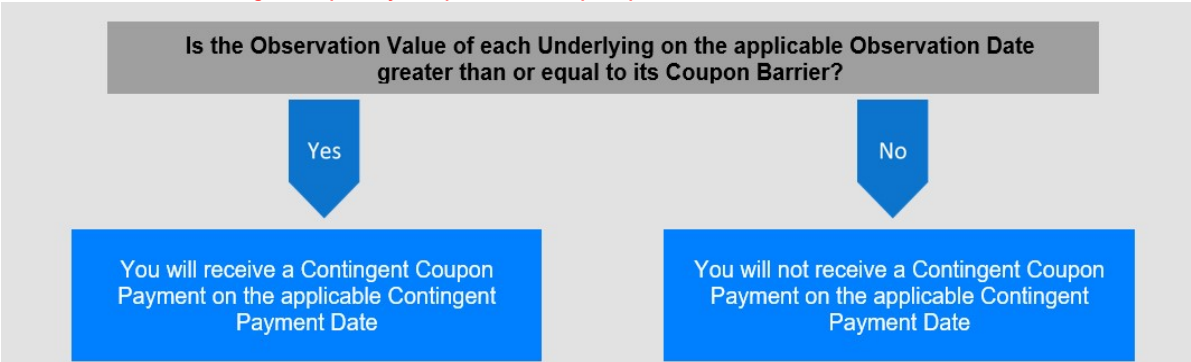 Is the Observation Value of each Underlying on the applicable Observation Date
greater than or equal to its Coupon Barrier?
Yes
No
You will receive a Contingent Coupon
Payment on the applicable Contingent
Payment Date
You will not receive a Contingent Coupon
Payment on the applicable Contingent
Payment Date